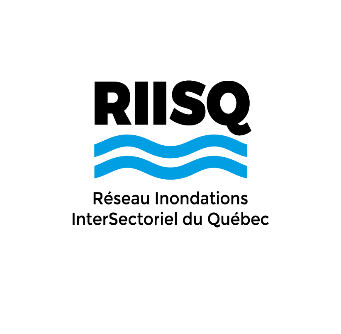 RIISQ
Réseau Inondations
InterSectoriel du Québec